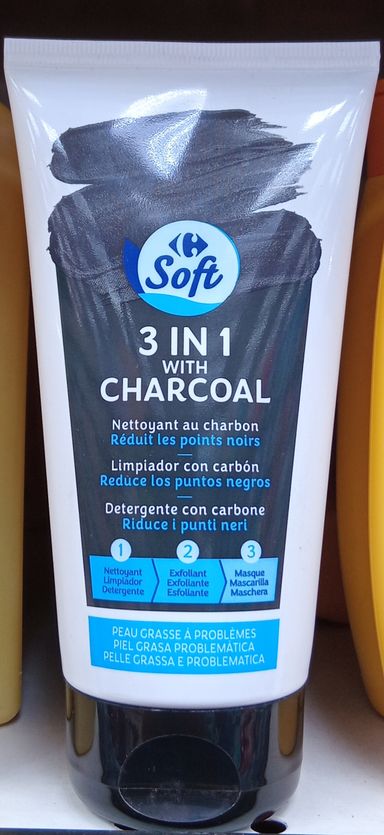 Soft
3 IN 1
WITH
CHARCOAL
Nettoyant au charbon
Réduit les points noirs
Limpiador con carbón
Reduce los puntos negros
Detergente con carbone
Riduce i punti neri
1 2 3
Nettoyant Exfoliant Masque
Limpiador Exfoliante Mascarilla
Detergente Esfoliante Maschera
PEAU GRASSE À PROBLÈMES
PIEL GRASA PROBLEMÁTICA
PELLE GRASSA E PROBLEMATICA